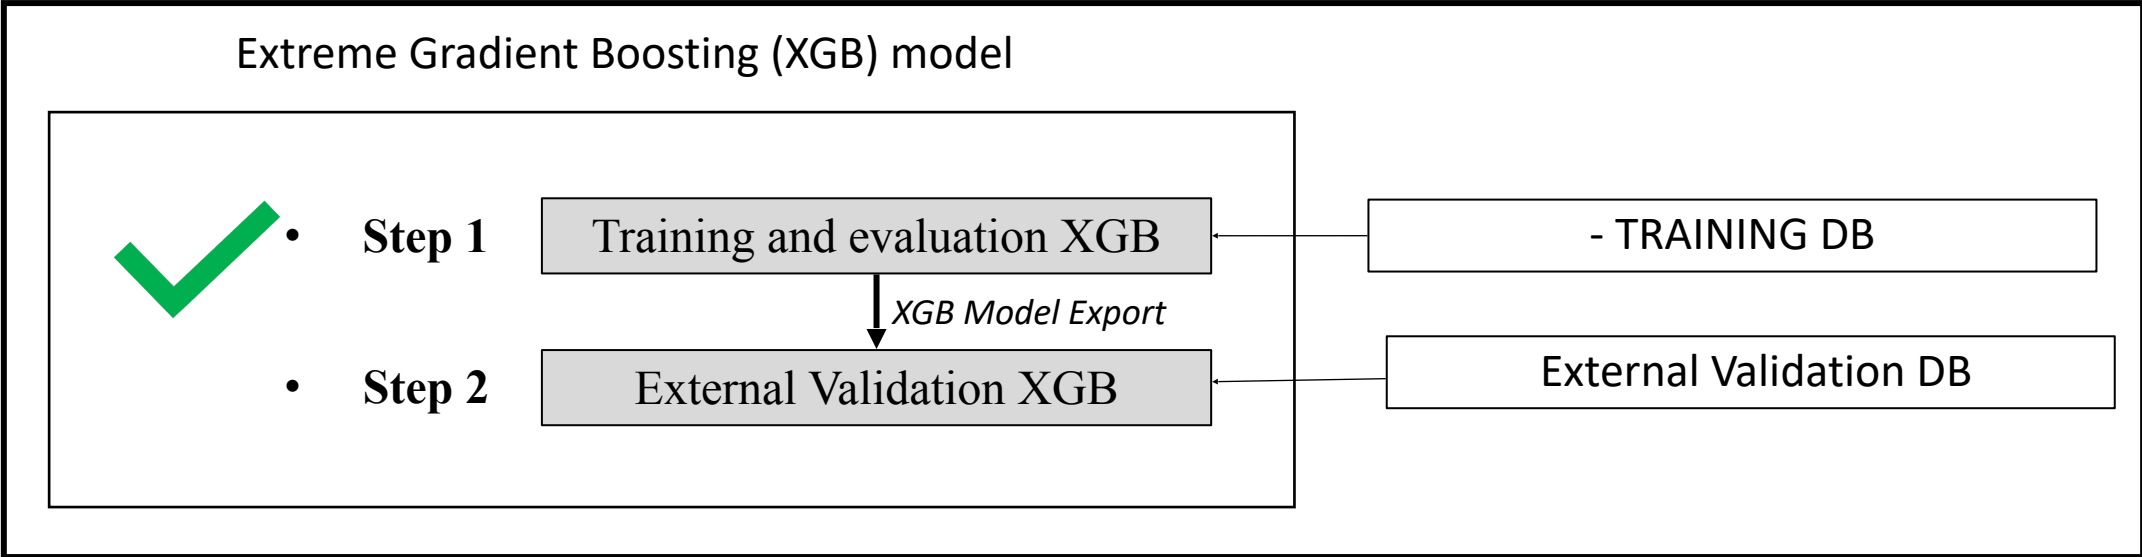 Extreme Gradient Boosting (XGB) model
• Step 1 Training and evaluation XGB
- TRAINING DB
XGB Model Export
• Step 2 External Validation XGB
External Validation DB